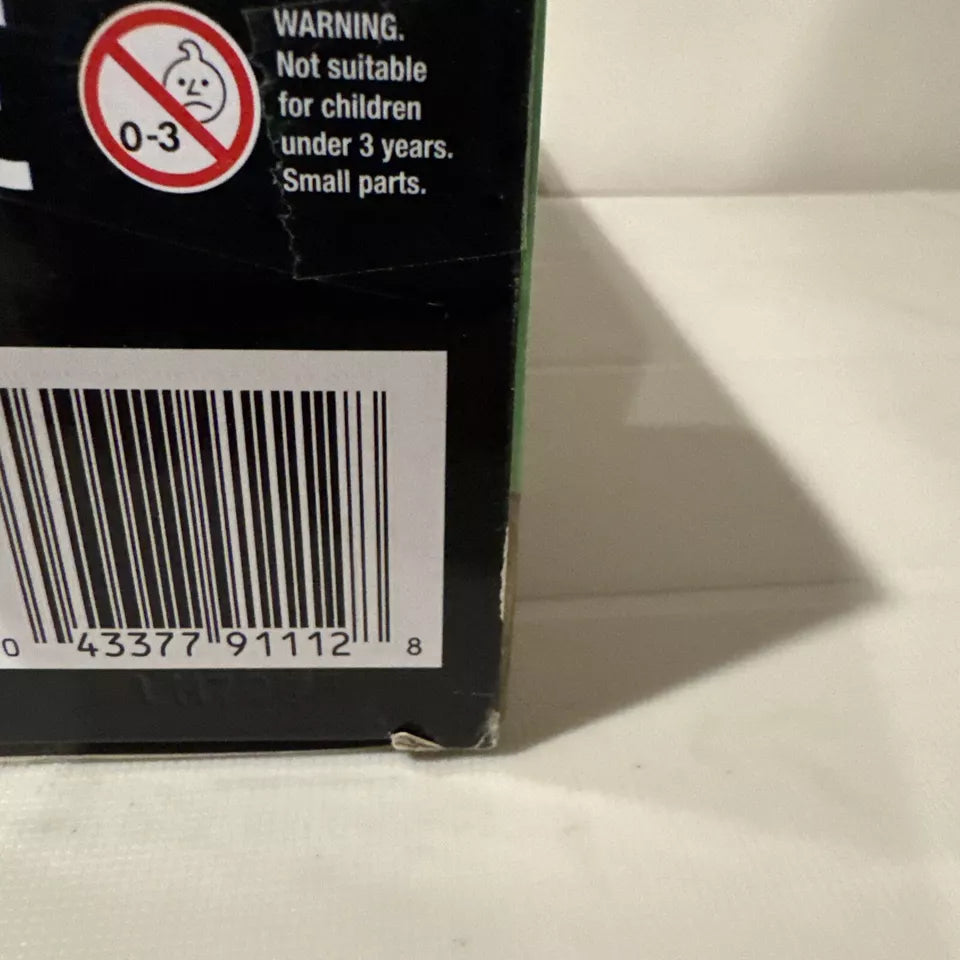 WARNING.
Not suitable
for children
under 3 years.
Small parts.
0-3
0 43377 91112 8